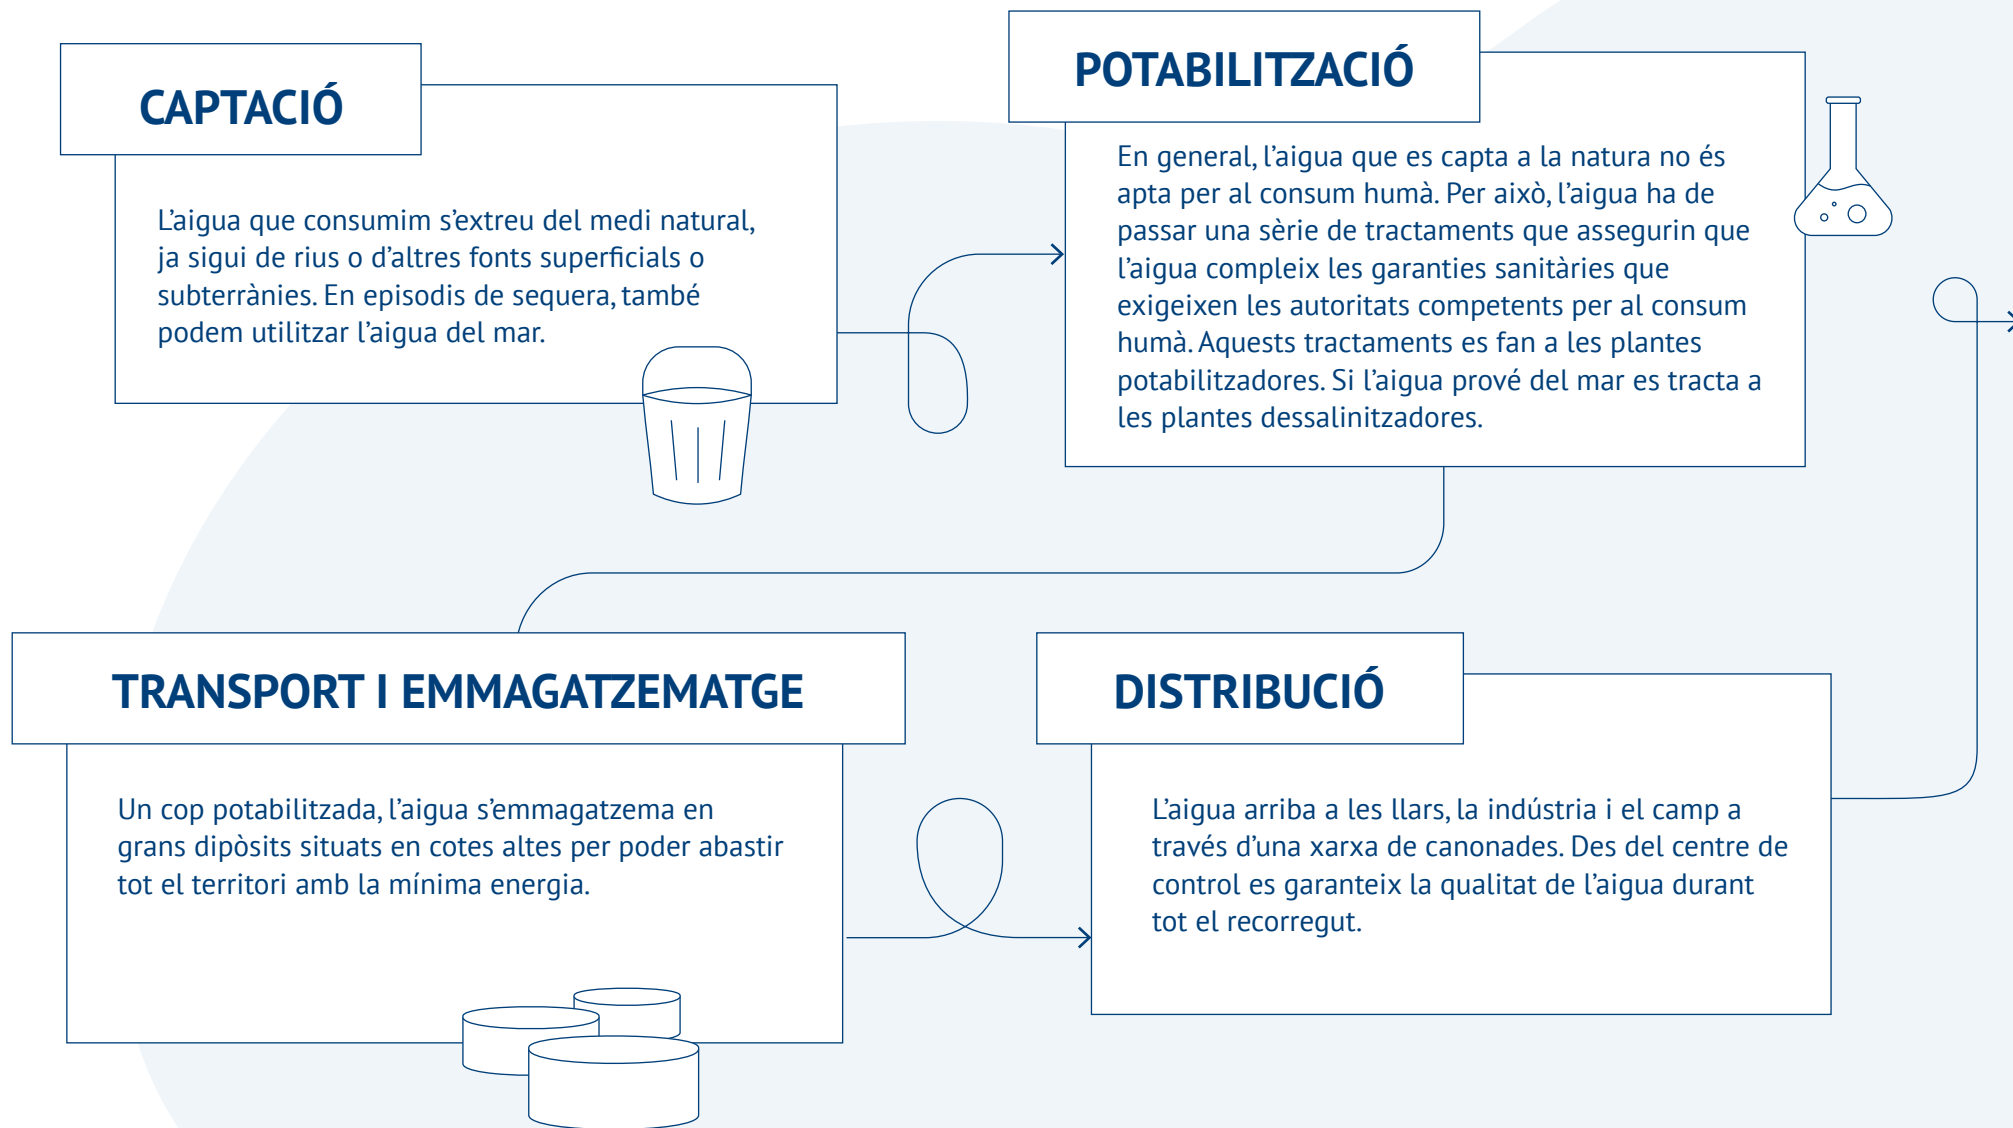 CAPTACIÓ
L'aigua que consumim s'extreu del medi natural,
ja sigui de rius o d'altres fonts superficials o
subterrànies. En episodis de sequera, també
podem utilitzar l'aigua del mar.
POTABILITZACIÓ
En general, l'aigua que es capta a la natura no és
apta per al consum humà. Per això, l'aigua ha de
passar una sèrie de tractaments que assegurin que
l'aigua compleix les garanties sanitàries que
exigeixen les autoritats competents per al consum
humà. Aquests tractaments es fan a les plantes
potabilitzadores. Si l'aigua prové del mar es tracta a
les plantes dessalinitzadores.
TRANSPORT I EMMAGATZEMATGE
Un cop potabilitzada, l'aigua s'emmagatzema en
grans dipòsits situats en cotes altes per poder abastir
tot el territori amb la mínima energia.
DISTRIBUCIÓ
L'aigua arriba a les llars, la indústria i el camp a
través d'una xarxa de canonades. Des del centre de
control es garanteix la qualitat de l'aigua durant
tot el recorregut.